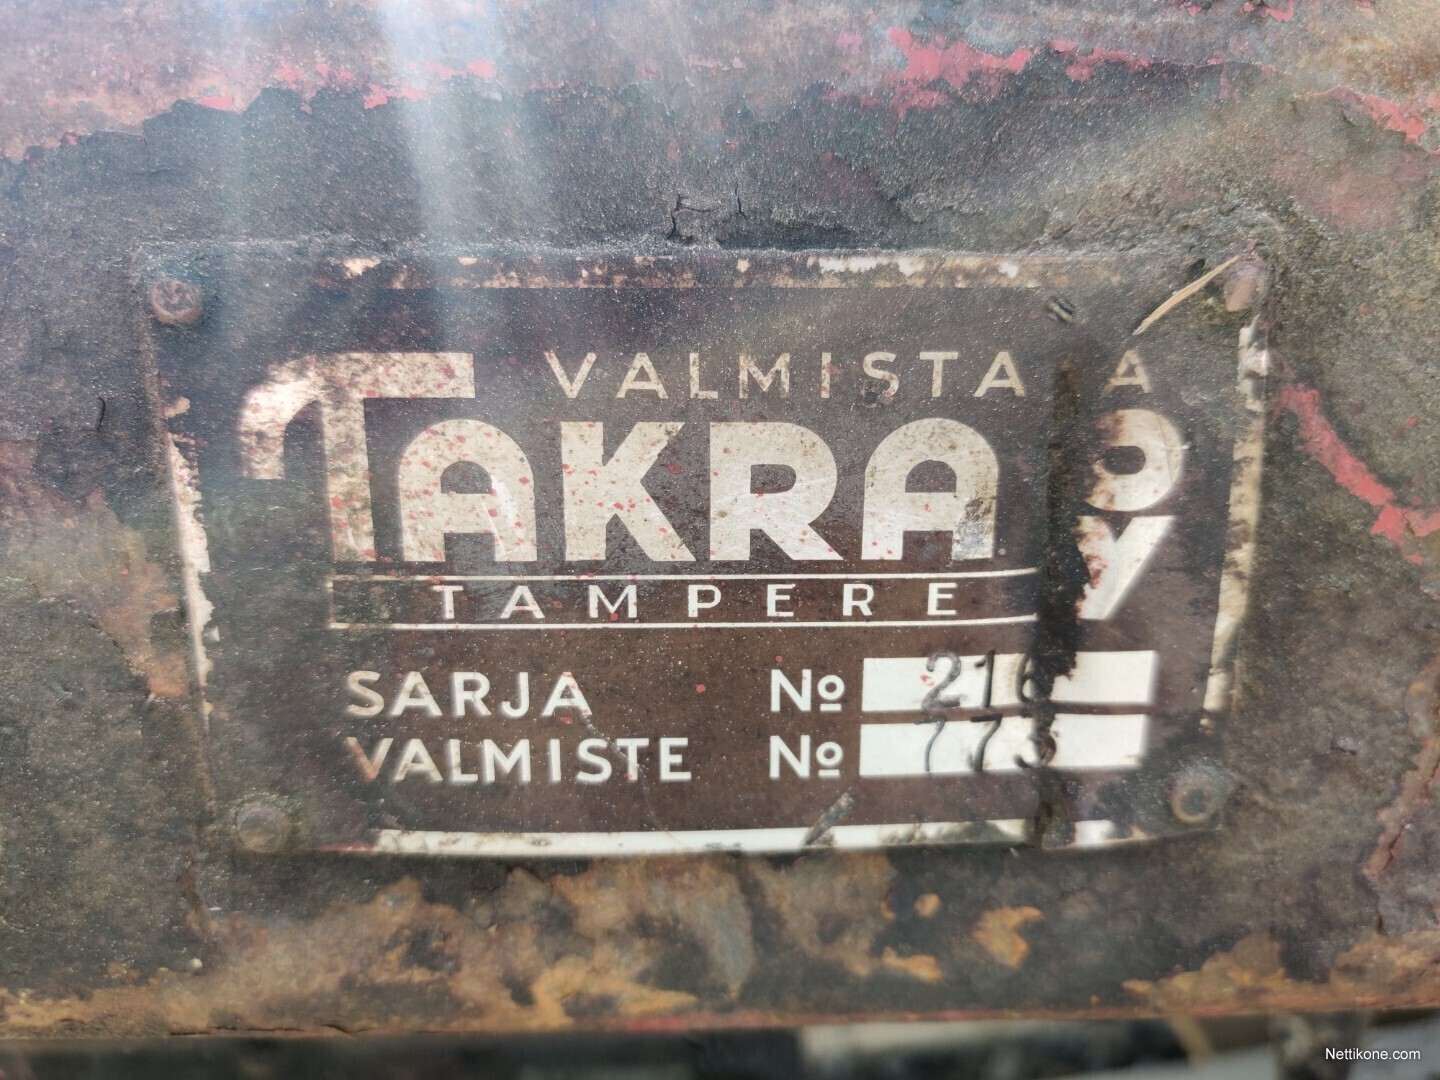 VALMISTAJA
TAKRA OY
TAMPERE
SARJA No 216
VALMISTE No 773
Nettikone.com